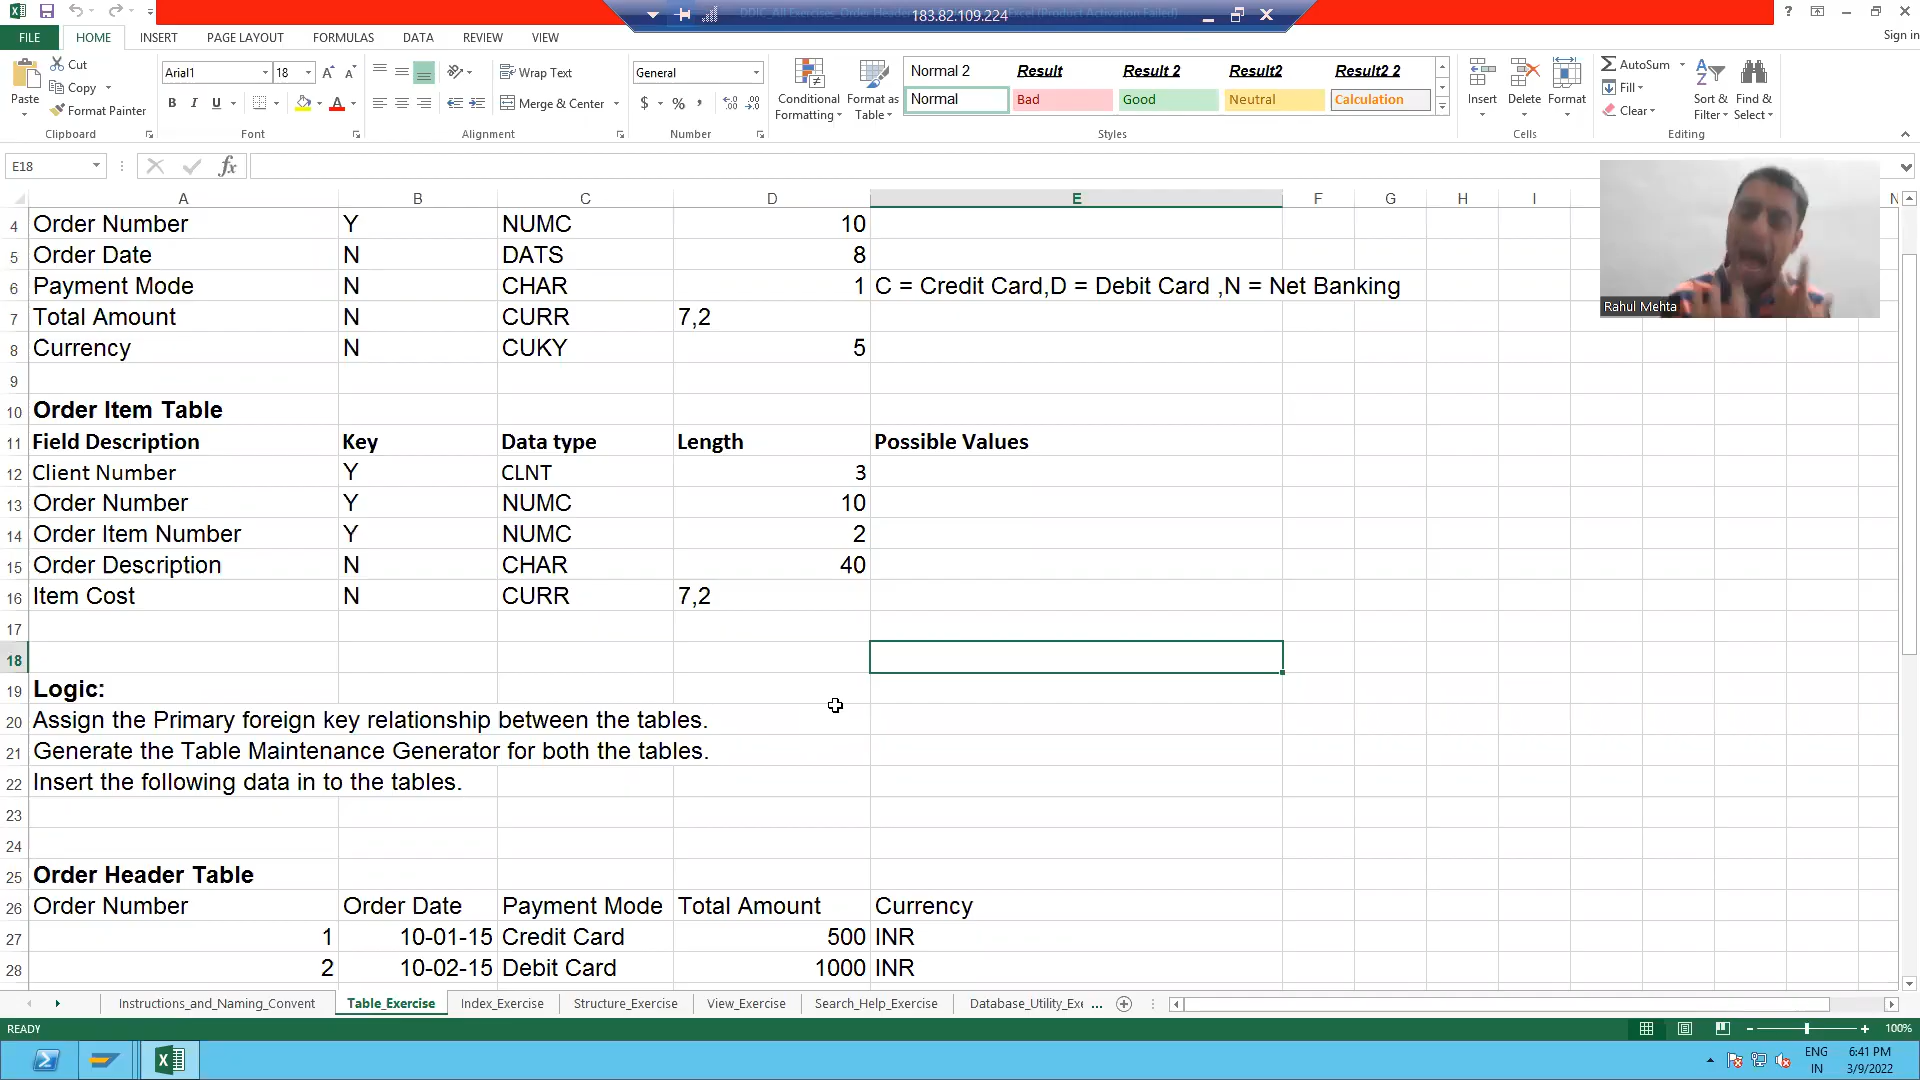 DDIC_All Exercises_Order Header Excel (Product Activation Failed)
183.82.109.224
FILE HOME INSERT PAGE LAYOUT FORMULAS DATA REVIEW VIEW Sign in
Paste Cut Copy Format Painter Clipboard
Arial1 18 B I U A Font
Wrap Text Merge & Center Alignment
General $ % Number
Conditional Formatting Format as Table
Normal 2 Result Result 2 Result2 Result2 2
Normal Bad Good Neutral Calculation
Styles
Insert Delete Format
Cells
AutoSum Fill Clear Sort & Filter Find & Select
Editing
E18 fx
A B C D E F G H I N
4 Order Number Y NUMC 10
5 Order Date N DATS 8
6 Payment Mode N CHAR 1 C = Credit Card,D = Debit Card ,N = Net Banking
7 Total Amount N CURR 7,2
8 Currency N CUKY 5
9
10 Order Item Table
11 Field Description Key Data type Length Possible Values
12 Client Number Y CLNT 3
13 Order Number Y NUMC 10
14 Order Item Number Y NUMC 2
15 Order Description N CHAR 40
16 Item Cost N CURR 7,2
17
18
19 Logic:
20 Assign the Primary foreign key relationship between the tables.
21 Generate the Table Maintenance Generator for both the tables.
22 Insert the following data in to the tables.
23
24
25 Order Header Table
26 Order Number Order Date Payment Mode Total Amount Currency
27 1 10-01-15 Credit Card 500 INR
28 2 10-02-15 Debit Card 1000 INR
Rahul Mehta
Instructions_and_Naming_Convent Table_Exercise Index_Exercise Structure_Exercise View_Exercise Search_Help_Exercise Database_Utility_Exe ...
READY 100%
ENG 6:41 PM
IN 3/9/2022